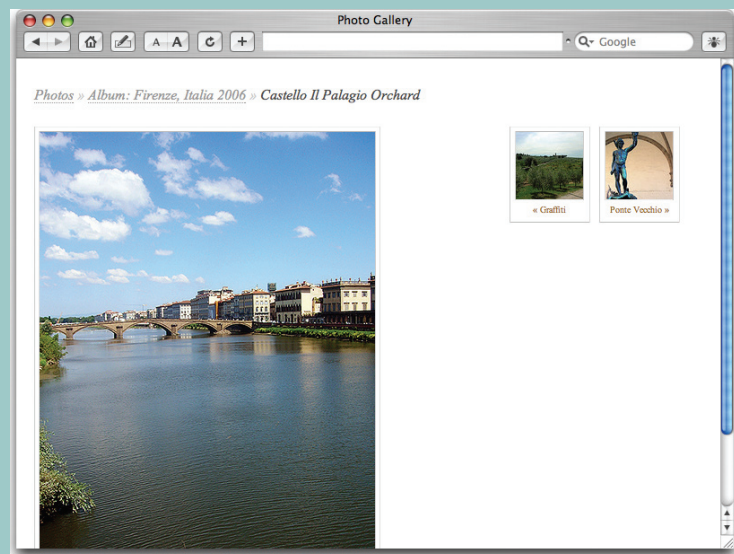 Photo Gallery
A A
Google
Photos » Album: Firenze, Italia 2006 » Castello Il Palagio Orchard
« Graffiti
Ponte Vecchio »